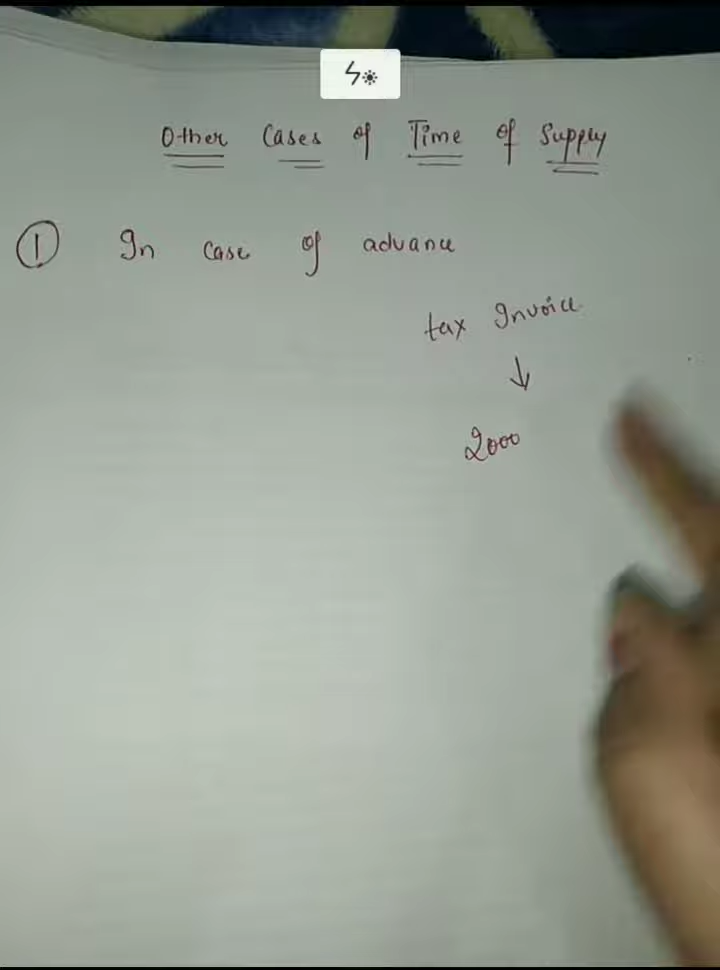 Other Cases of Time of Supply
① In case of advance
tax Invoice
↓
2000